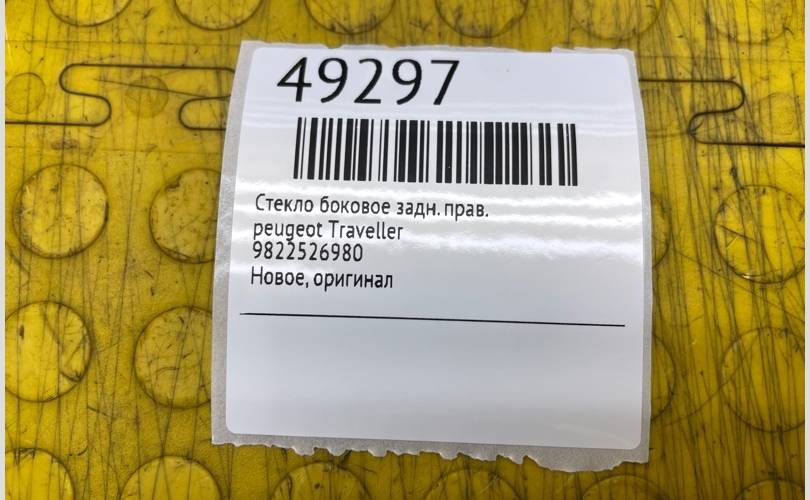 49297
Стекло боковое задн. прав.
peugeot Traveller
9822526980
Новое, оригинал